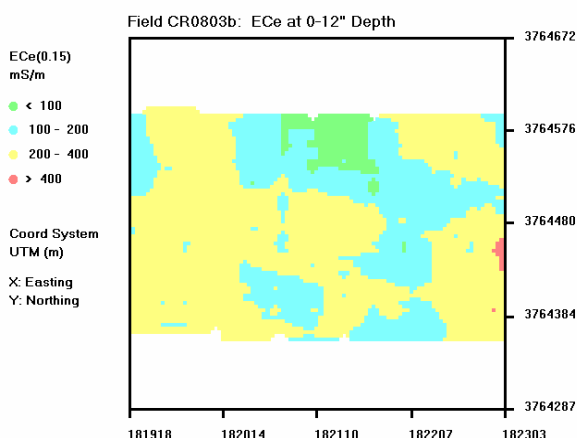 Field CR0803b: ECe at 0-12" Depth
ECe(0.15)
mS/m
< 100
100 - 200
200 - 400
> 400
Coord System
UTM (m)
X: Easting
Y: Northing
3764672
3764576
3764480
3764384
3764287
181918
182014
182110
182207
182303